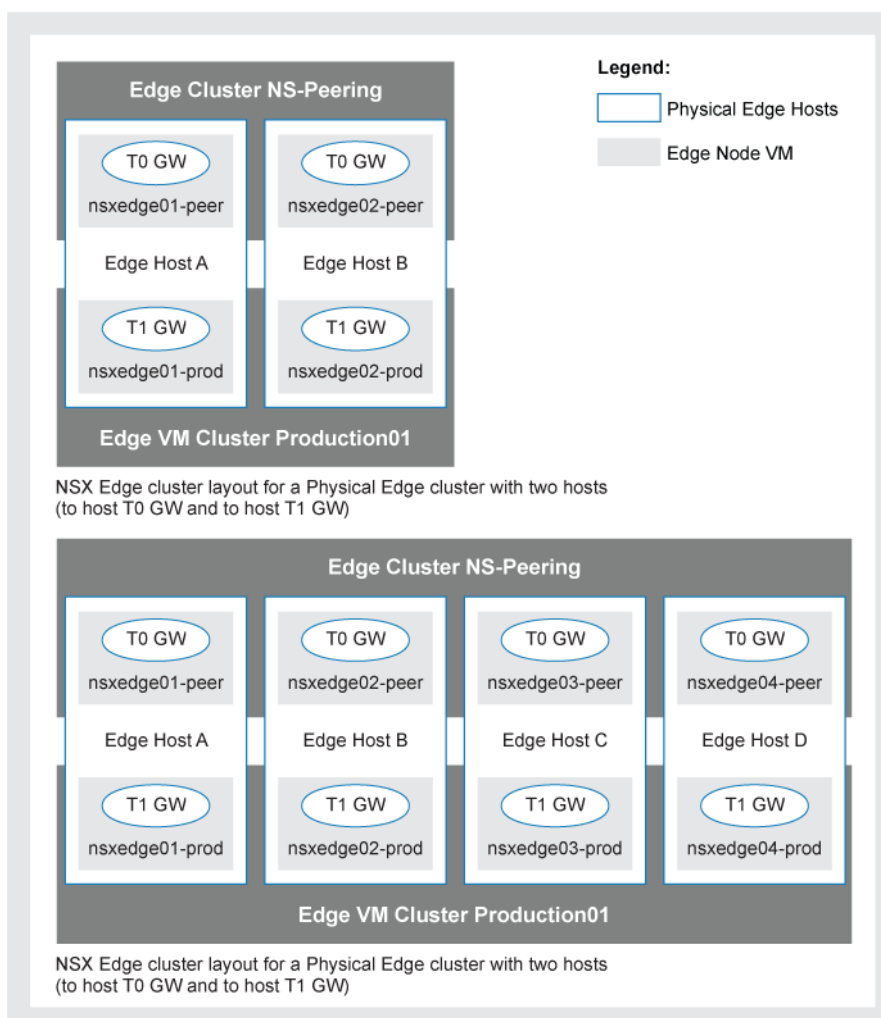 Edge Cluster NS-Peering
Legend:
Physical Edge Hosts
Edge Node VM
T0 GW
T0 GW
nsxedge01-peer
nsxedge02-peer
Edge Host A
Edge Host B
T1 GW
T1 GW
nsxedge01-prod
nsxedge02-prod
Edge VM Cluster Production01
NSX Edge cluster layout for a Physical Edge cluster with two hosts
(to host T0 GW and to host T1 GW)
Edge Cluster NS-Peering
T0 GW
T0 GW
T0 GW
T0 GW
nsxedge01-peer
nsxedge02-peer
nsxedge03-peer
nsxedge04-peer
Edge Host A
Edge Host B
Edge Host C
Edge Host D
T1 GW
T1 GW
T1 GW
T1 GW
nsxedge01-prod
nsxedge02-prod
nsxedge03-prod
nsxedge04-prod
Edge VM Cluster Production01
NSX Edge cluster layout for a Physical Edge cluster with two hosts
(to host T0 GW and to host T1 GW)